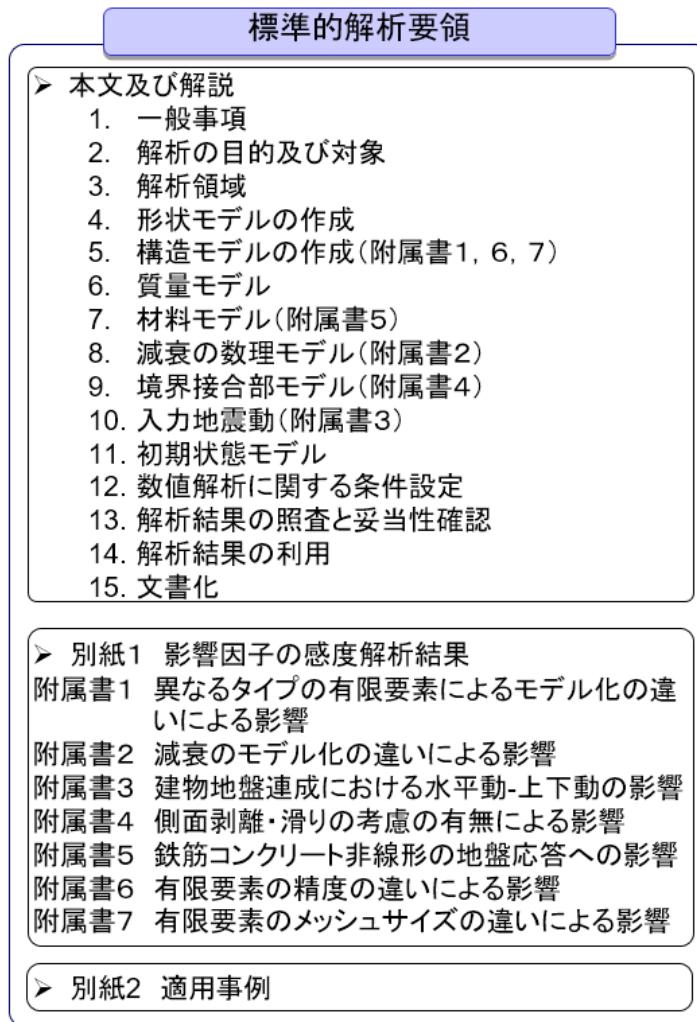 標準的解析要領
➢ 本文及び解説
1. 一般事項
2. 解析の目的及び対象
3. 解析領域
4. 形状モデルの作成
5. 構造モデルの作成(附属書1, 6, 7)
6. 質量モデル
7. 材料モデル(附属書5)
8. 減衰の数理モデル(附属書2)
9. 境界接合部モデル(附属書4)
10. 入力地震動(附属書3)
11. 初期状態モデル
12. 数値解析に関する条件設定
13. 解析結果の照査と妥当性確認
14. 解析結果の利用
15. 文書化
➢ 別紙1 影響因子の感度解析結果
附属書1 異なるタイプの有限要素によるモデル化の違
いによる影響
附属書2 減衰のモデル化の違いによる影響
附属書3 建物地盤連成における水平動-上下動の影響
附属書4 側面剥離・滑りの考慮の有無による影響
附属書5 鉄筋コンクリート非線形の地盤応答への影響
附属書6 有限要素の精度の違いによる影響
附属書7 有限要素のメッシュサイズの違いによる影響
➢ 別紙2 適用事例